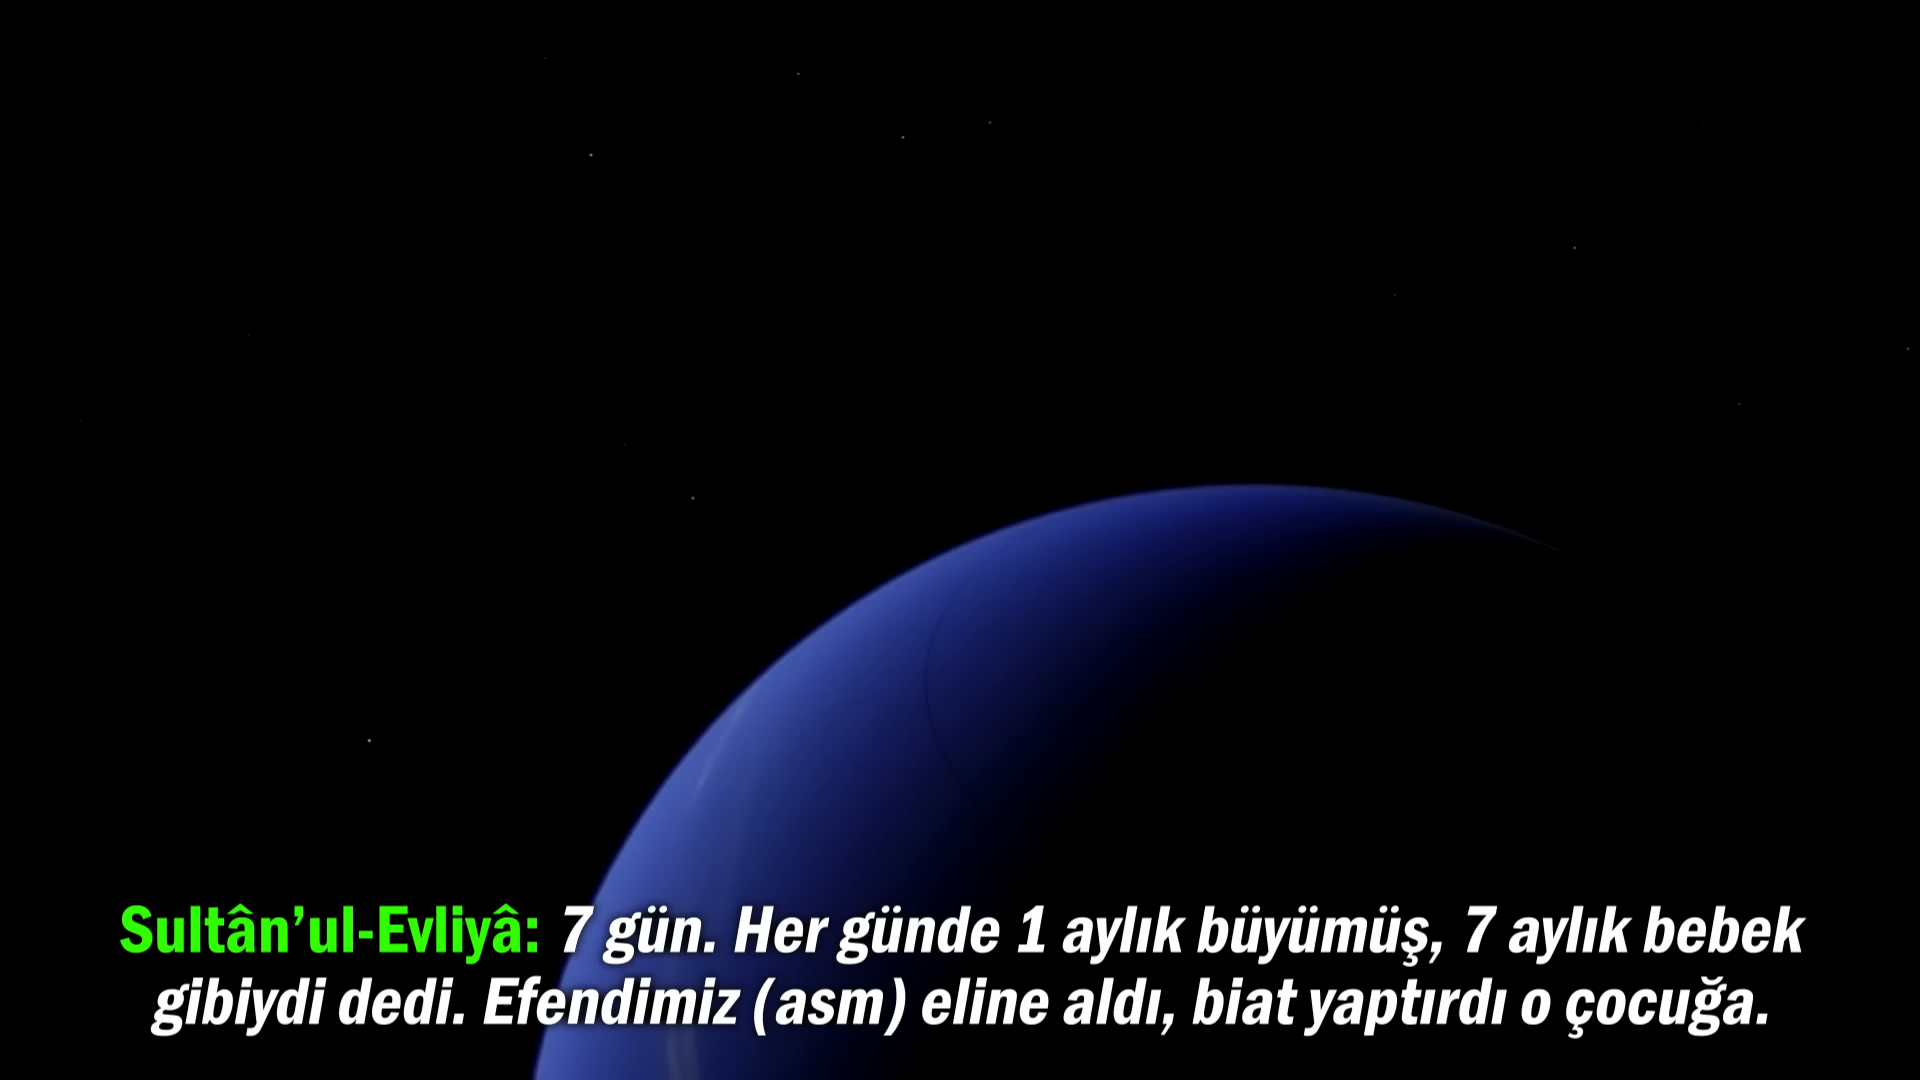 Sultân’ul-Evliyâ: 7 gün. Her günde 1 aylık büyümüş, 7 aylık bebek
gibiydi dedi. Efendimiz (asm) eline aldı, biat yaptırdı o çocuğa.